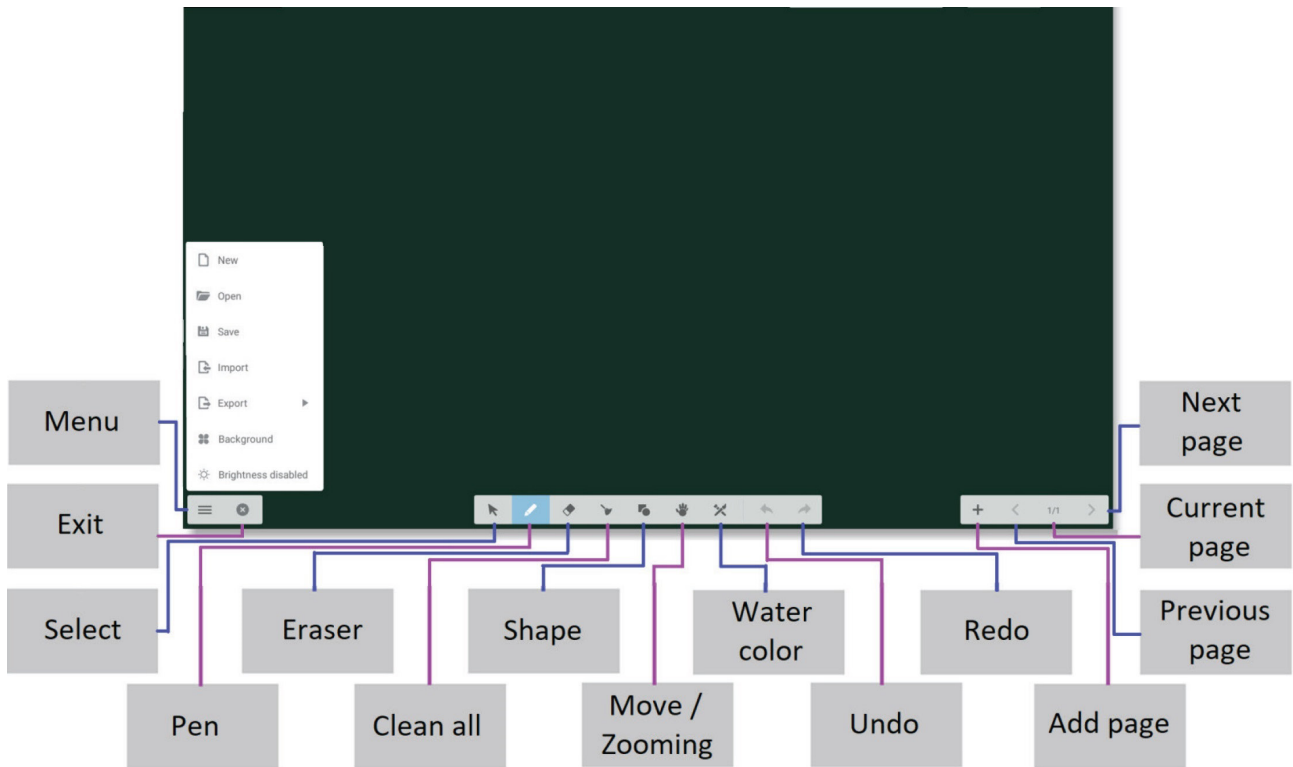 New
Open
Save
Import
Export
Background
Brightness disabled
1/1
Menu
Exit
Select
Pen
Eraser
Clean all
Shape
Move /
Zooming
Water
color
Undo
Redo
Add page
Next
page
Current
page
Previous
page